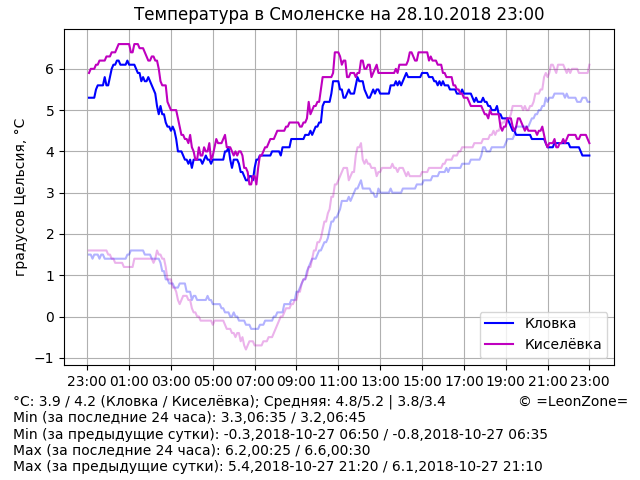 Температура в Смоленске на 28.10.2018 23:00
градусов Цельсия, °C
6
5
4
3
2
1
0
−1
Кловка
Киселёвка
23:00 01:00 03:00 05:00 07:00 09:00 11:00 13:00 15:00 17:00 19:00 21:00 23:00
°C: 3.9 / 4.2 (Кловка / Киселёвка); Средняя: 4.8/5.2 | 3.8/3.4 © =LeonZone=
Min (за последние 24 часа): 3.3,06:35 / 3.2,06:45
Min (за предыдущие сутки): -0.3,2018-10-27 06:50 / -0.8,2018-10-27 06:35
Max (за последние 24 часа): 6.2,00:25 / 6.6,00:30
Max (за предыдущие сутки): 5.4,2018-10-27 21:20 / 6.1,2018-10-27 21:10